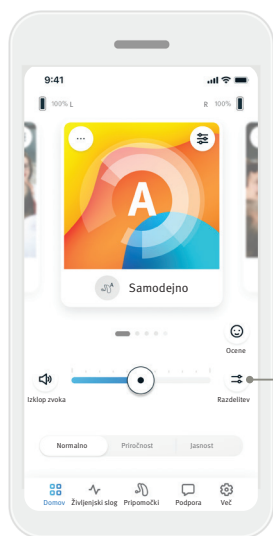 9:41
100% L
R 100%
A
Samodejno
Ocene
Izklop zvoka
Razdelitev
Normalno Priročnost Jasnost
Domov Življenjski slog Pripomočki Podpora Več